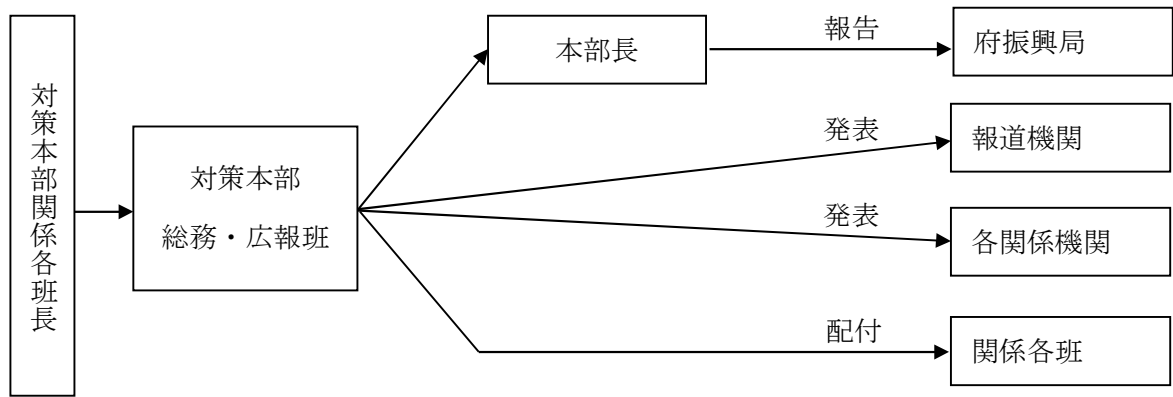 対策本部関係各班長
対策本部
総務・広報班
本部長
報告
府振興局
発表
報道機関
発表
各関係機関
配付
関係各班